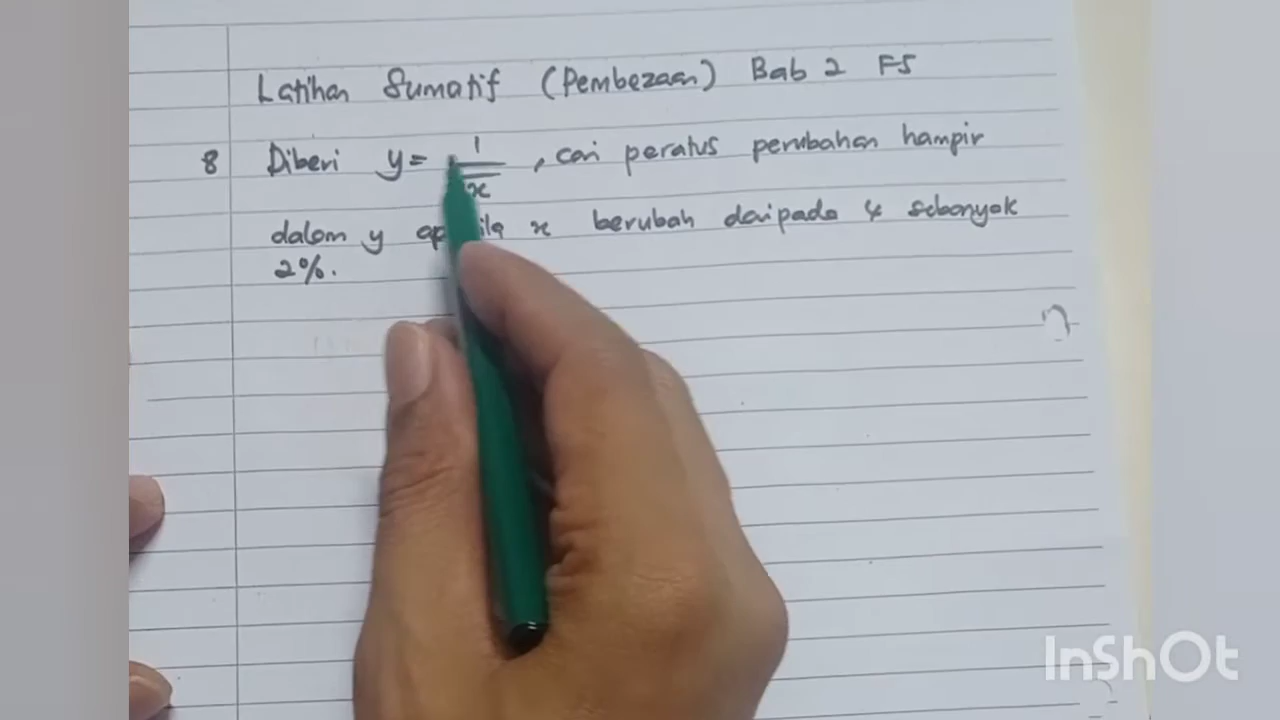 Latihan Sumatif (Pembezaan) Bab 2 F5
8 Diberi y = 1/√x , cari peratus perubahan hampir
dalam y x berubah daripada 4 sebanyak
2%.
InShOt